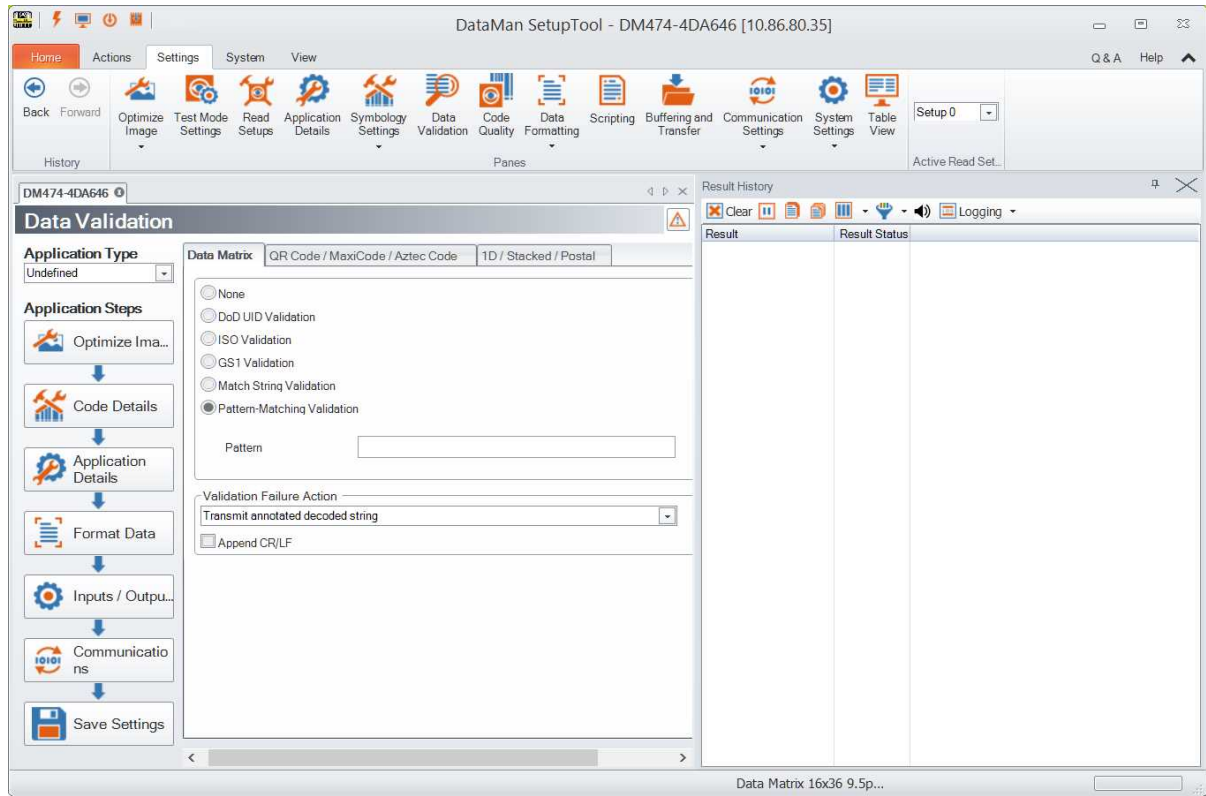 DataMan SetupTool - DM474-4DA646 [10.86.80.35]
Home Actions Settings System View Q & A Help
Back Forward
Optimize Image
Test Mode Settings
Read Setups
Application Details
Symbology Settings
Data Validation
Code Quality
Data Formatting
Scripting
Buffering and Transfer
Communication Settings
System Settings
Table View
Setup 0
History Panes Active Read Set...
DM474-4DA646
Data Validation
Application Type
Undefined
Application Steps
Optimize Ima...
Code Details
Application
Details
Format Data
Inputs / Outpu...
Communicatio
ns
Save Settings
Data Matrix QR Code / MaxiCode / Aztec Code 1D / Stacked / Postal
None
DoD UID Validation
ISO Validation
GS1 Validation
Match String Validation
Pattern-Matching Validation
Pattern
Validation Failure Action
Transmit annotated decoded string
Append CR/LF
Result History
Clear Logging
Result Result Status
Data Matrix 16x36 9.5p...